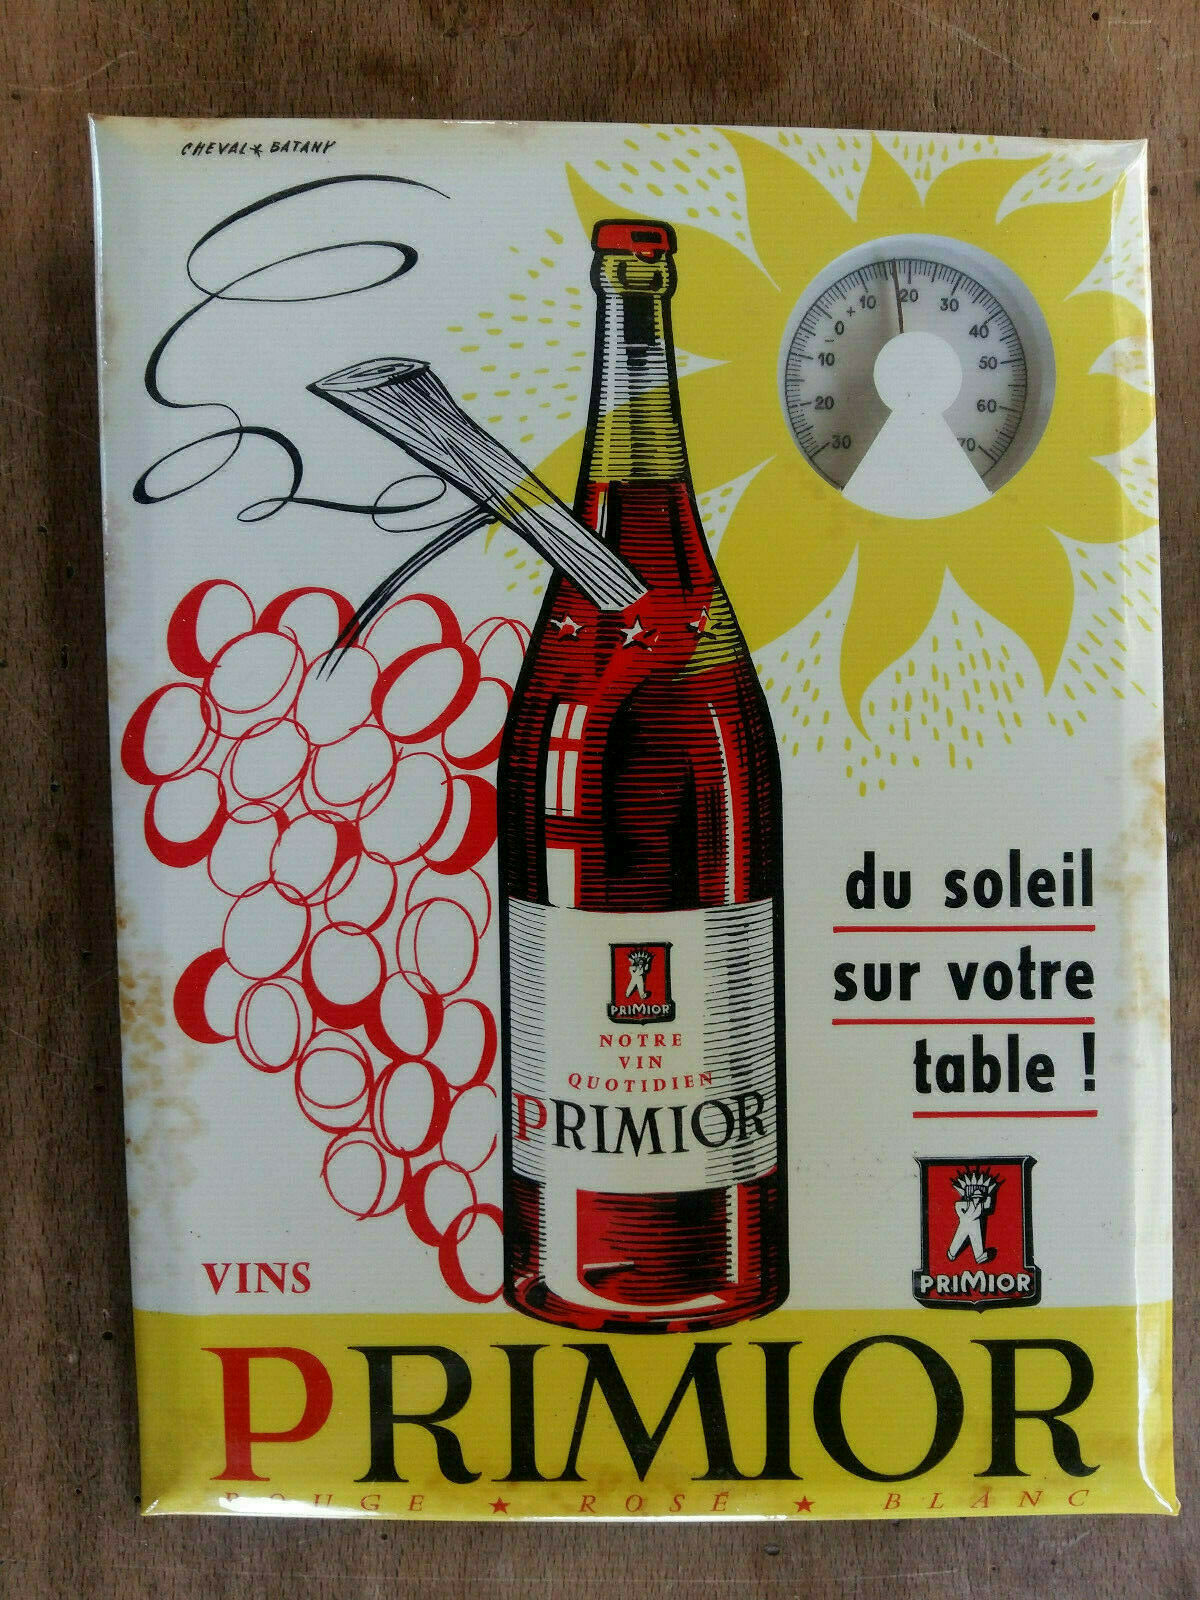 CHEVAL * BATANY
30
20
10
- 0 +
10
20
30
40
50
60
70
du soleil
sur votre
table !
PRIMIOR
NOTRE
VIN
QUOTIDIEN
PRIMIOR
PRIMIOR
VINS
PRIMIOR
ROUGE ★ ROSÉ ★ BLANC